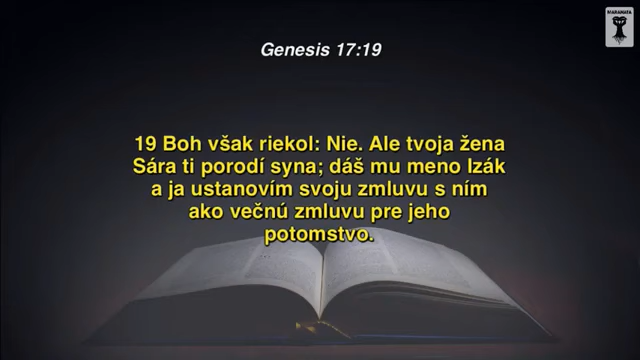 MARANATA
Genesis 17:19
19 Boh však riekol: Nie. Ale tvoja žena
Sára ti porodí syna; dáš mu meno Izák
a ja ustanovím svoju zmluvu s ním
ako večnú zmluvu pre jeho
potomstvo.